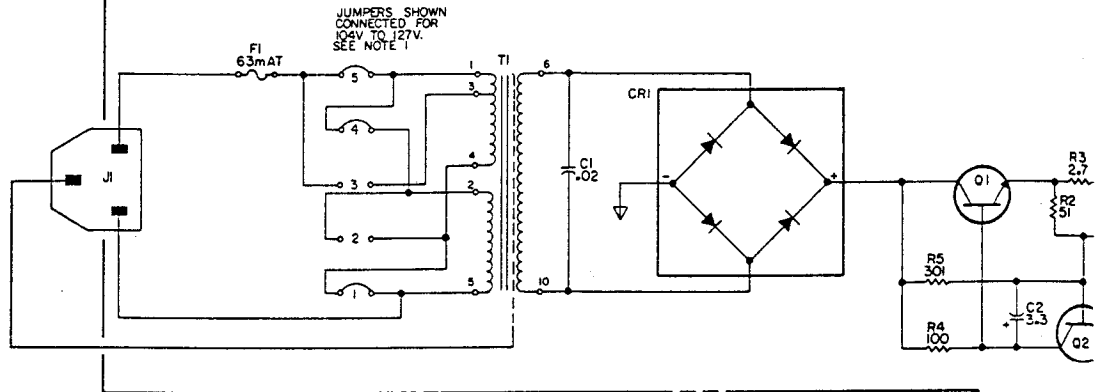 JUMPERS SHOWN
CONNECTED FOR
104V TO 127V.
SEE NOTE 1
F1
63mAT
T1
5
1
3
4
4
3
2
2
1
5
6
10
J1
C1
.02
CR1
-
+
Q1
R3
2.7
R2
51
R5
301
R4
100
C2
3.3
+
Q2